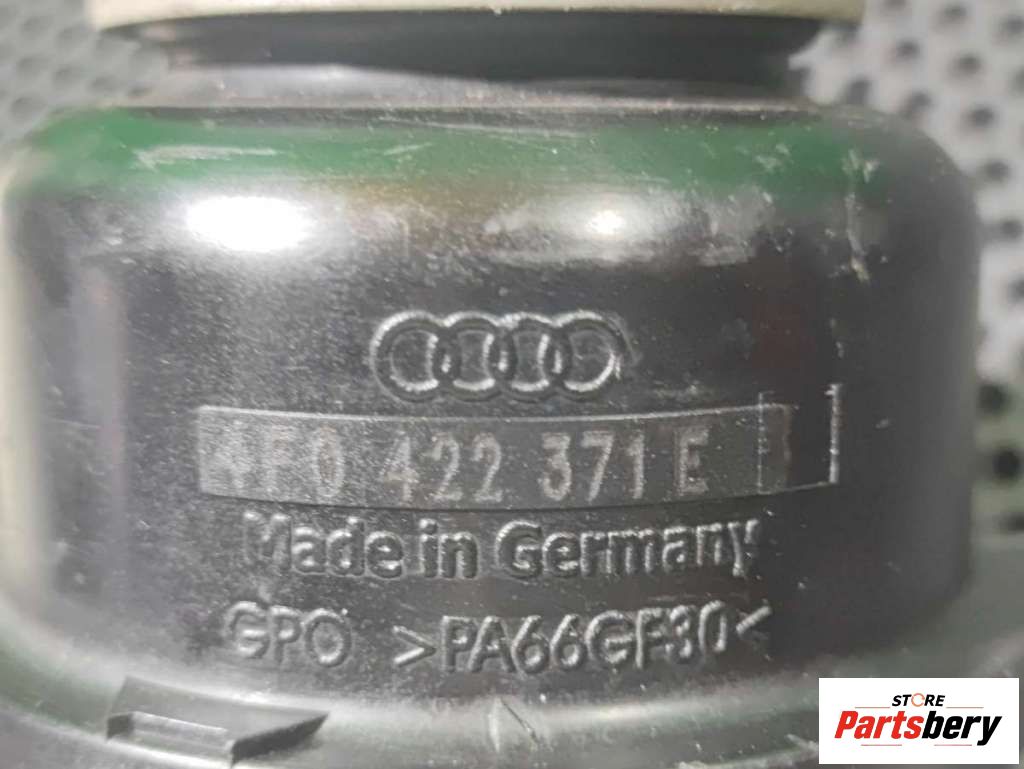 4F0 422 371 E
Made in Germany
GPO >PA66GF30<
STORE
Partsbery